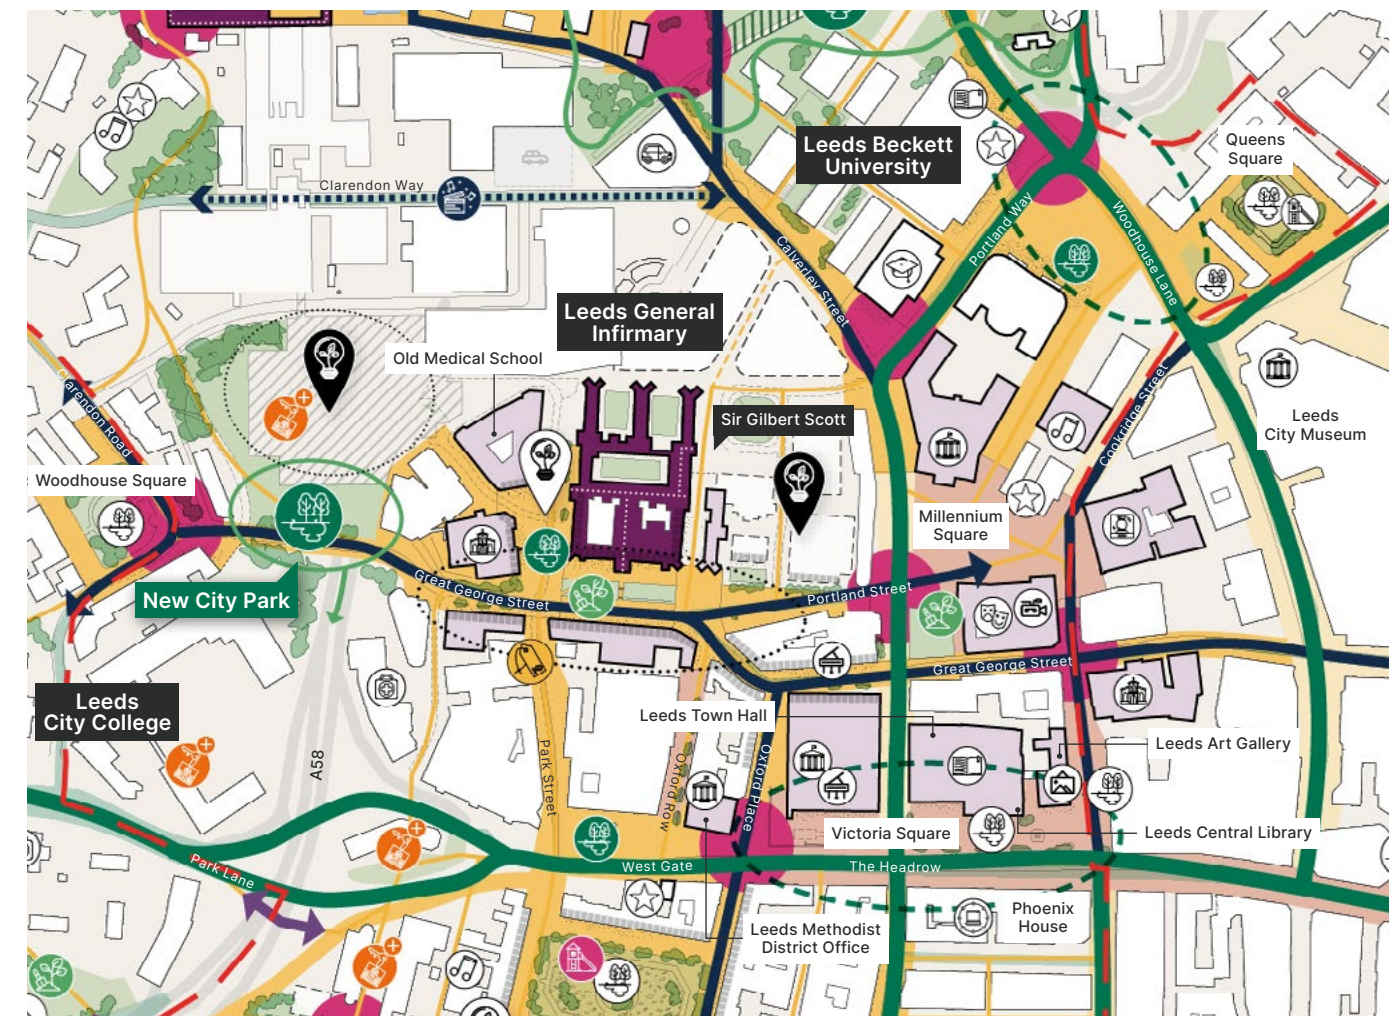 Leeds Beckett
University
Queens
Square
Clarendon Way
Portland Way
Woodhouse Lane
Calverley Street
Leeds General
Infirmary
Old Medical School
Clarendon Road
Sir Gilbert Scott
Cookridge Street
Leeds
City Museum
Woodhouse Square
Millennium
Square
New City Park
Great George Street
Portland Street
Great George Street
Leeds
City College
Leeds Town Hall
Leeds Art Gallery
A58
Park Street
Oxford Row
Oxford Place
Victoria Square
Leeds Central Library
Park Lane
West Gate
The Headrow
Leeds Methodist
District Office
Phoenix
House